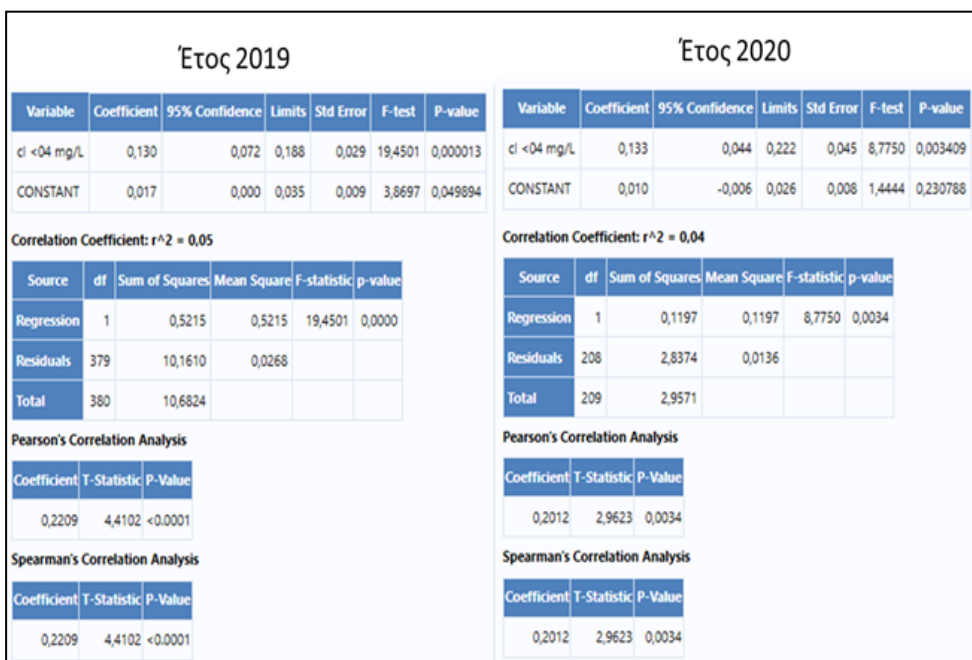 Έτος 2019
Variable Coefficient 95% Confidence Limits Std Error F-test P-value
cl <04 mg/L 0,130 0,072 0,188 0,029 19,4501 0,000013
CONSTANT 0,017 0,000 0,035 0,009 3,8697 0,049894
Correlation Coefficient: r^2 = 0,05
Source df Sum of Squares Mean Square F-statistic p-value
Regression 1 0,5215 0,5215 19,4501 0,0000
Residuals 379 10,1610 0,0268
Total 380 10,6824
Pearson's Correlation Analysis
Coefficient T-Statistic P-Value
0,2209 4,4102 <0.0001
Spearman's Correlation Analysis
Coefficient T-Statistic P-Value
0,2209 4,4102 <0.0001
Έτος 2020
Variable Coefficient 95% Confidence Limits Std Error F-test P-value
cl <04 mg/L 0,133 0,044 0,222 0,045 8,7750 0,003409
CONSTANT 0,010 -0,006 0,026 0,008 1,4444 0,230788
Correlation Coefficient: r^2 = 0,04
Source df Sum of Squares Mean Square F-statistic p-value
Regression 1 0,1197 0,1197 8,7750 0,0034
Residuals 208 2,8374 0,0136
Total 209 2,9571
Pearson's Correlation Analysis
Coefficient T-Statistic P-Value
0,2012 2,9623 0,0034
Spearman's Correlation Analysis
Coefficient T-Statistic P-Value
0,2012 2,9623 0,0034